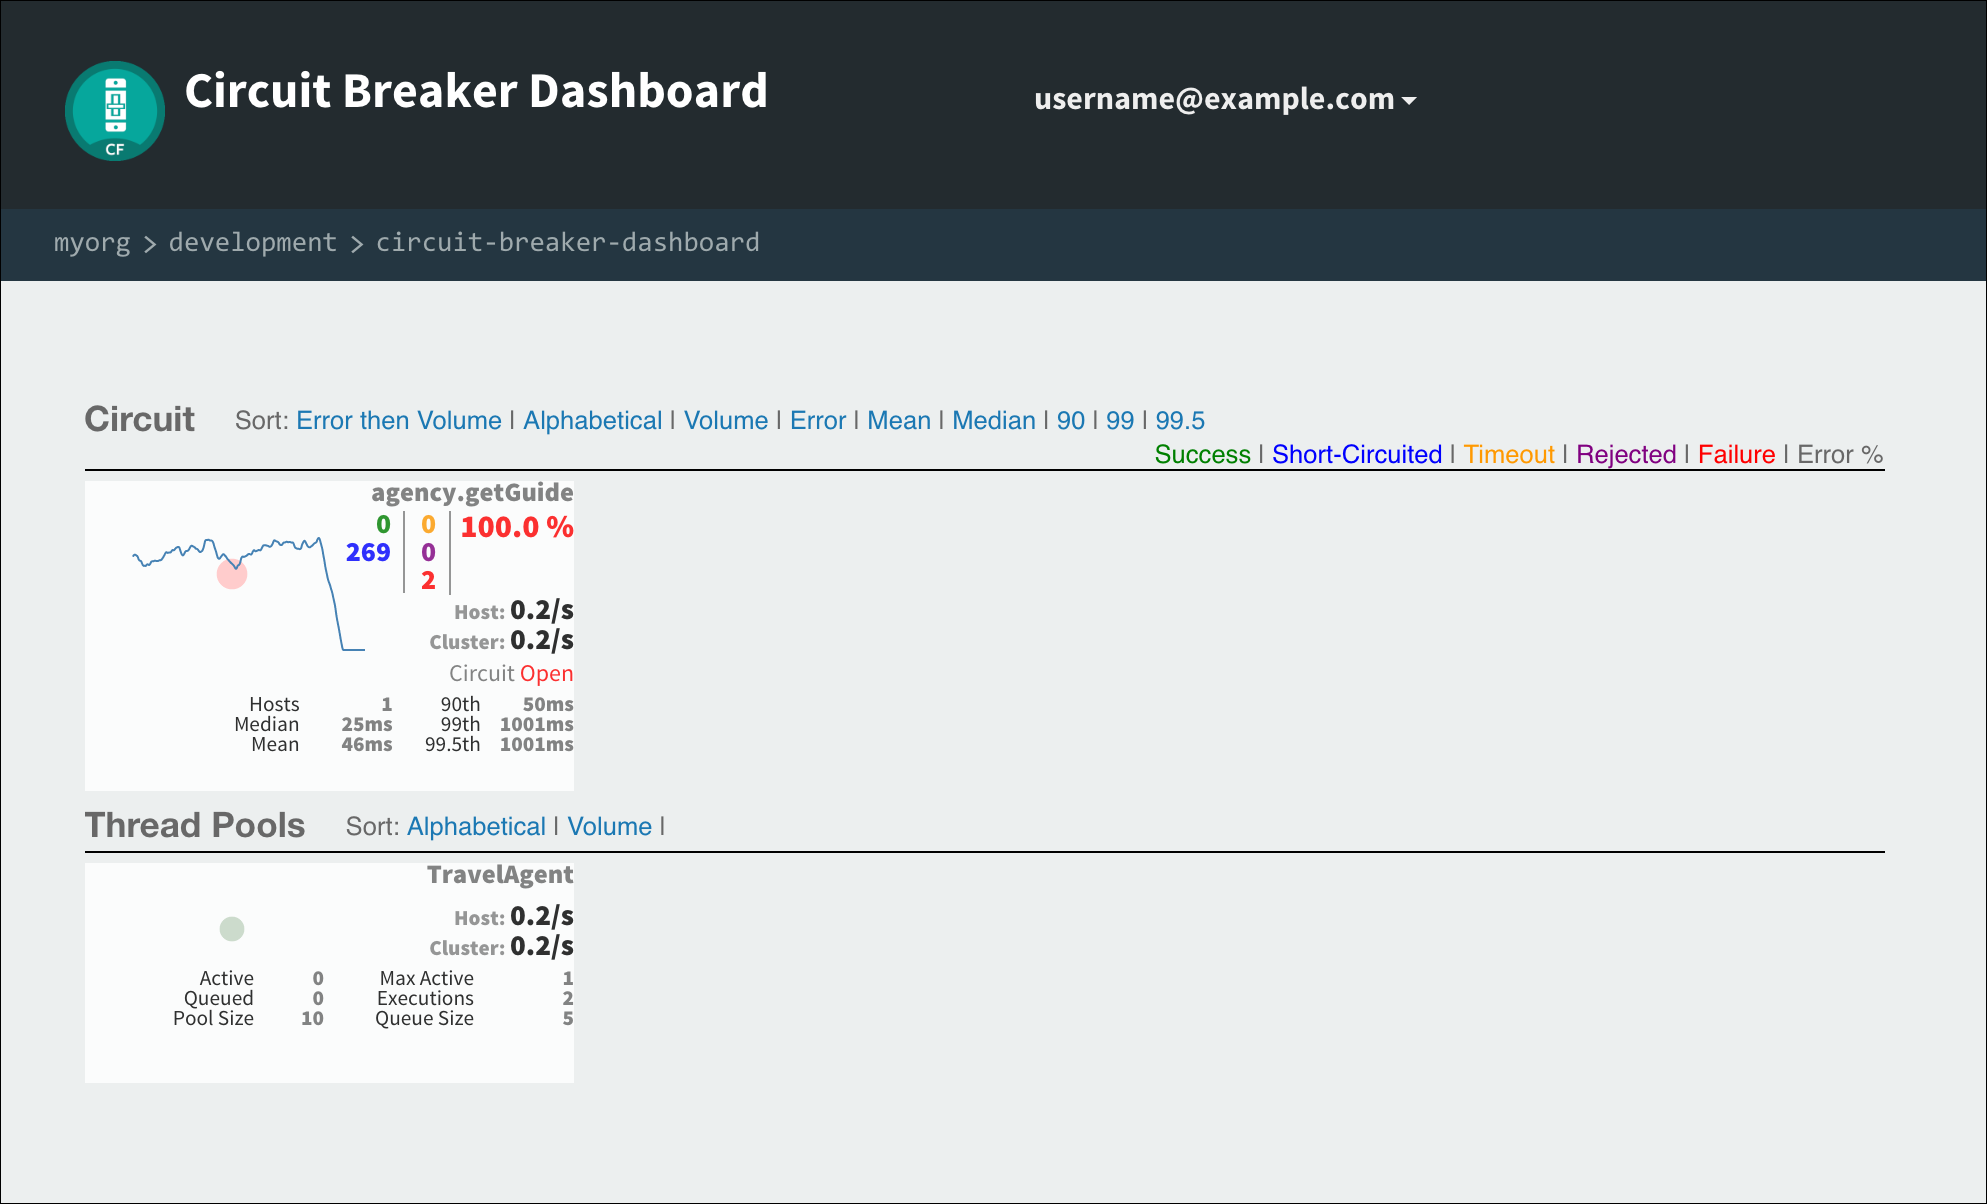 CF
Circuit Breaker Dashboard
username@example.com
myorg > development > circuit-breaker-dashboard
Circuit Sort: Error then Volume | Alphabetical | Volume | Error | Mean | Median | 90 | 99 | 99.5
Success | Short-Circuited | Timeout | Rejected | Failure | Error %
agency.getGuide
0 0 100.0 %
269 0
2
Host: 0.2/s
Cluster: 0.2/s
Circuit Open
Hosts 1 90th 50ms
Median 25ms 99th 1001ms
Mean 46ms 99.5th 1001ms
Thread Pools Sort: Alphabetical | Volume |
TravelAgent
Host: 0.2/s
Cluster: 0.2/s
Active 0 Max Active 1
Queued 0 Executions 2
Pool Size 10 Queue Size 5